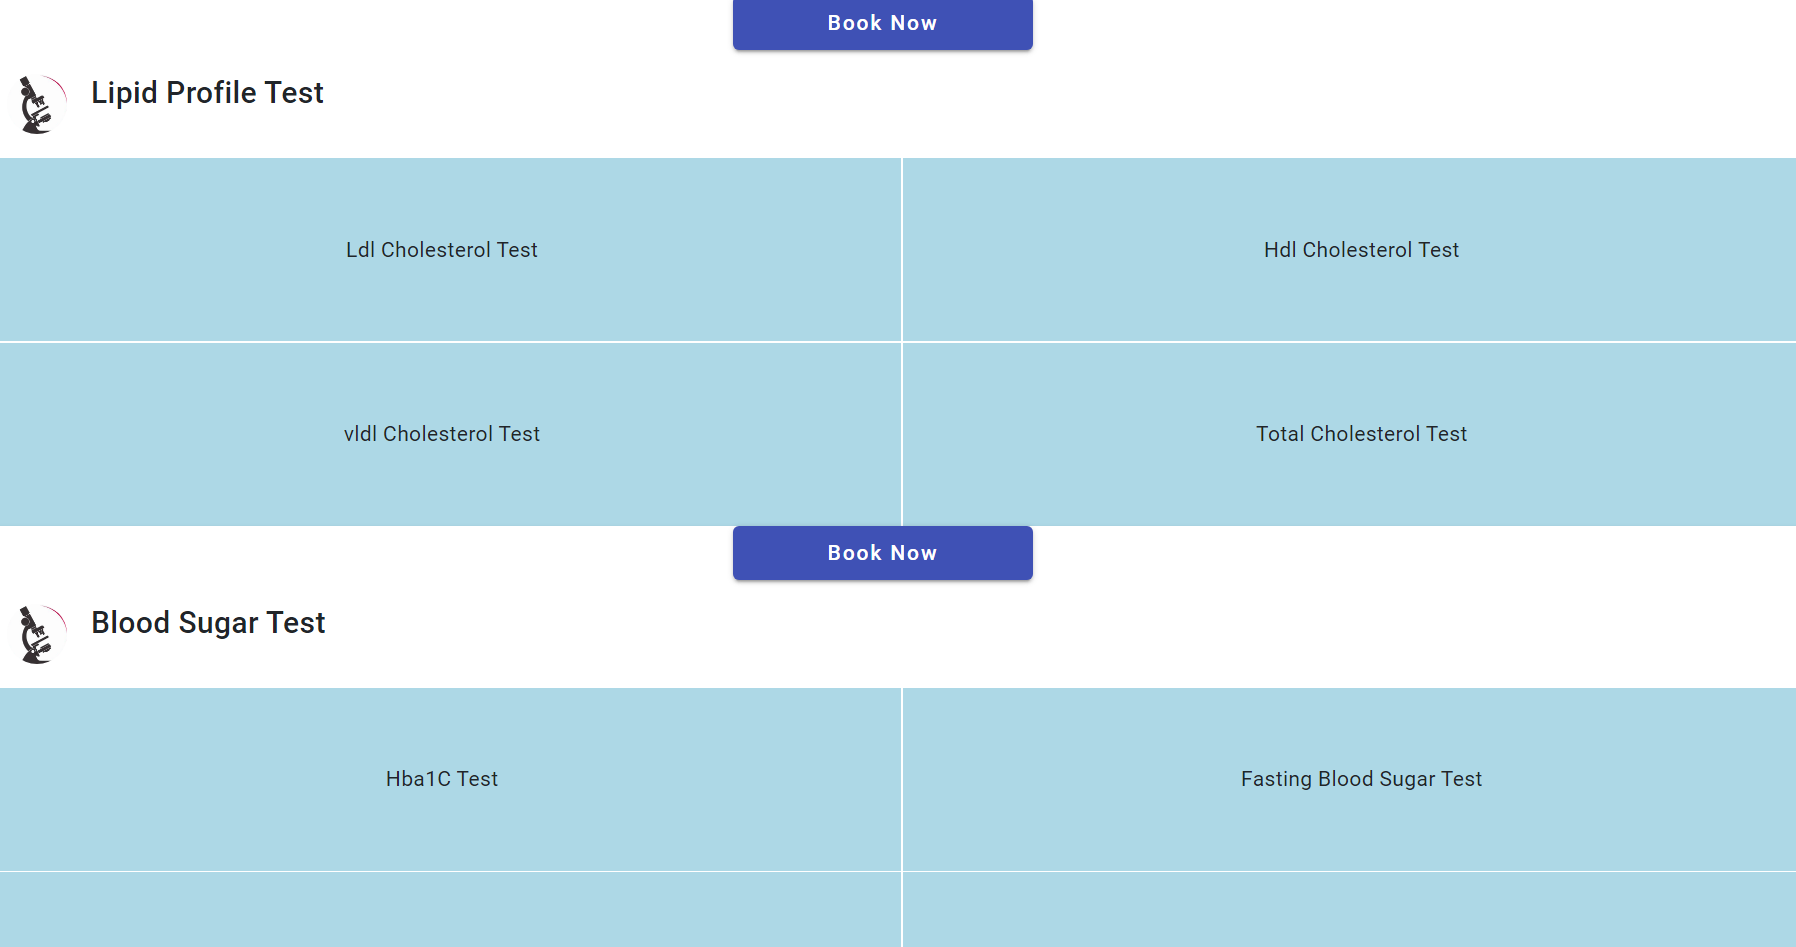 Book Now
Lipid Profile Test
Ldl Cholesterol Test
Hdl Cholesterol Test
vldl Cholesterol Test
Total Cholesterol Test
Book Now
Blood Sugar Test
Hba1C Test
Fasting Blood Sugar Test